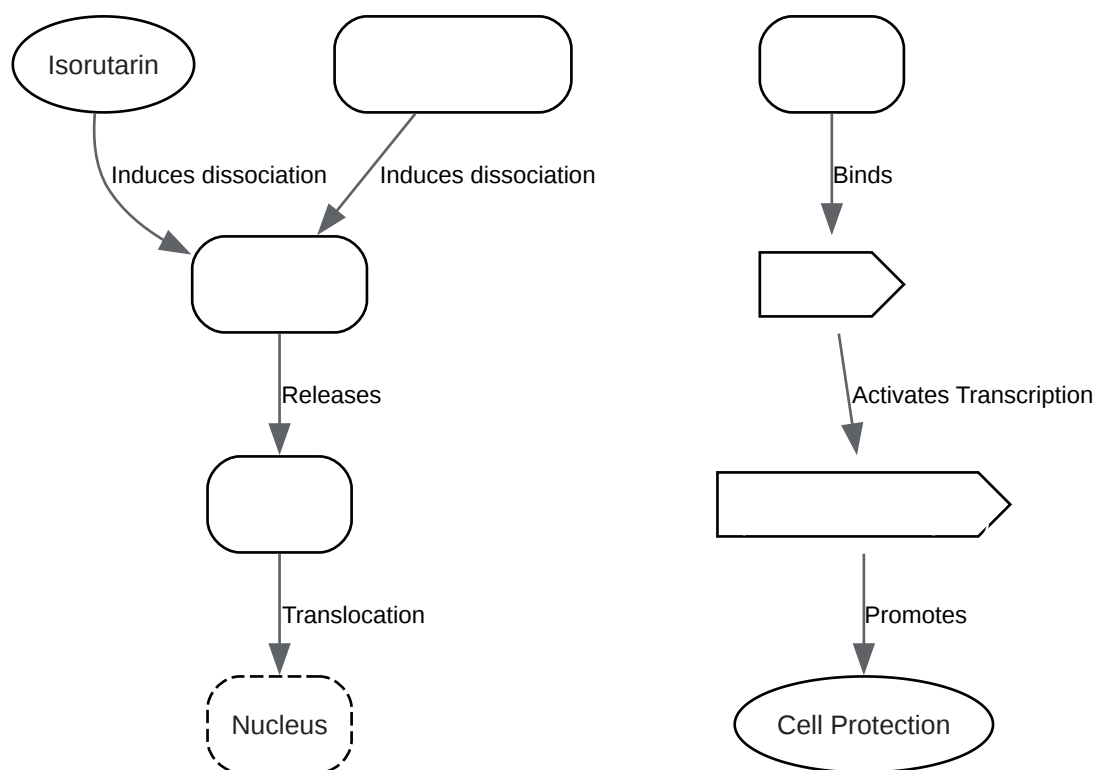 Isorutarin
Induces dissociation
Induces dissociation
Binds
Releases
Activates Transcription
Translocation
Promotes
Nucleus
Cell Protection